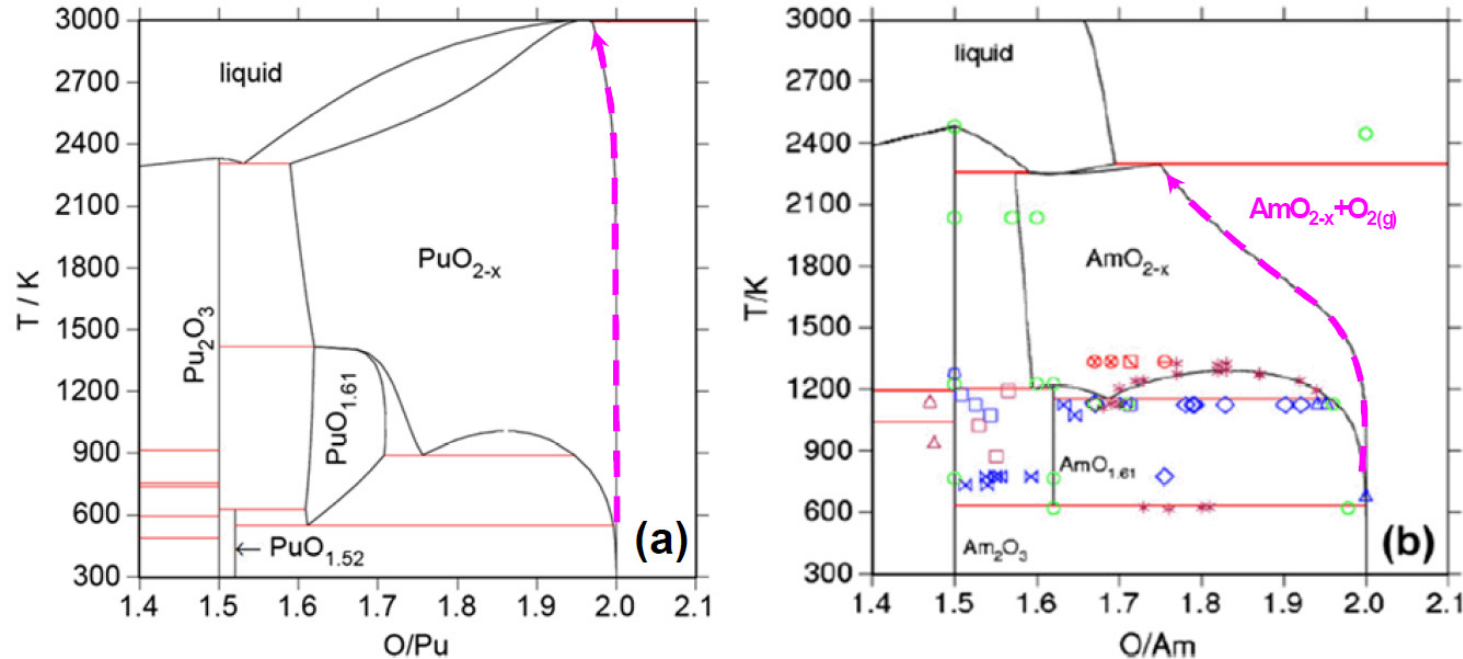 3000
2700
2400
2100
1800
1500
1200
900
600
300
T / K
liquid
Pu2O3
PuO2-x
PuO1.61
← PuO1.52
(a)
1.4 1.5 1.6 1.7 1.8 1.9 2.0 2.1
O/Pu
3000
2700
2400
2100
1800
1500
1200
900
600
300
T/K
liquid
AmO2-x+O2(g)
AmO2-x
AmO1.61
Am2O3
(b)
1.4 1.5 1.6 1.7 1.8 1.9 2.0 2.1
O/Am